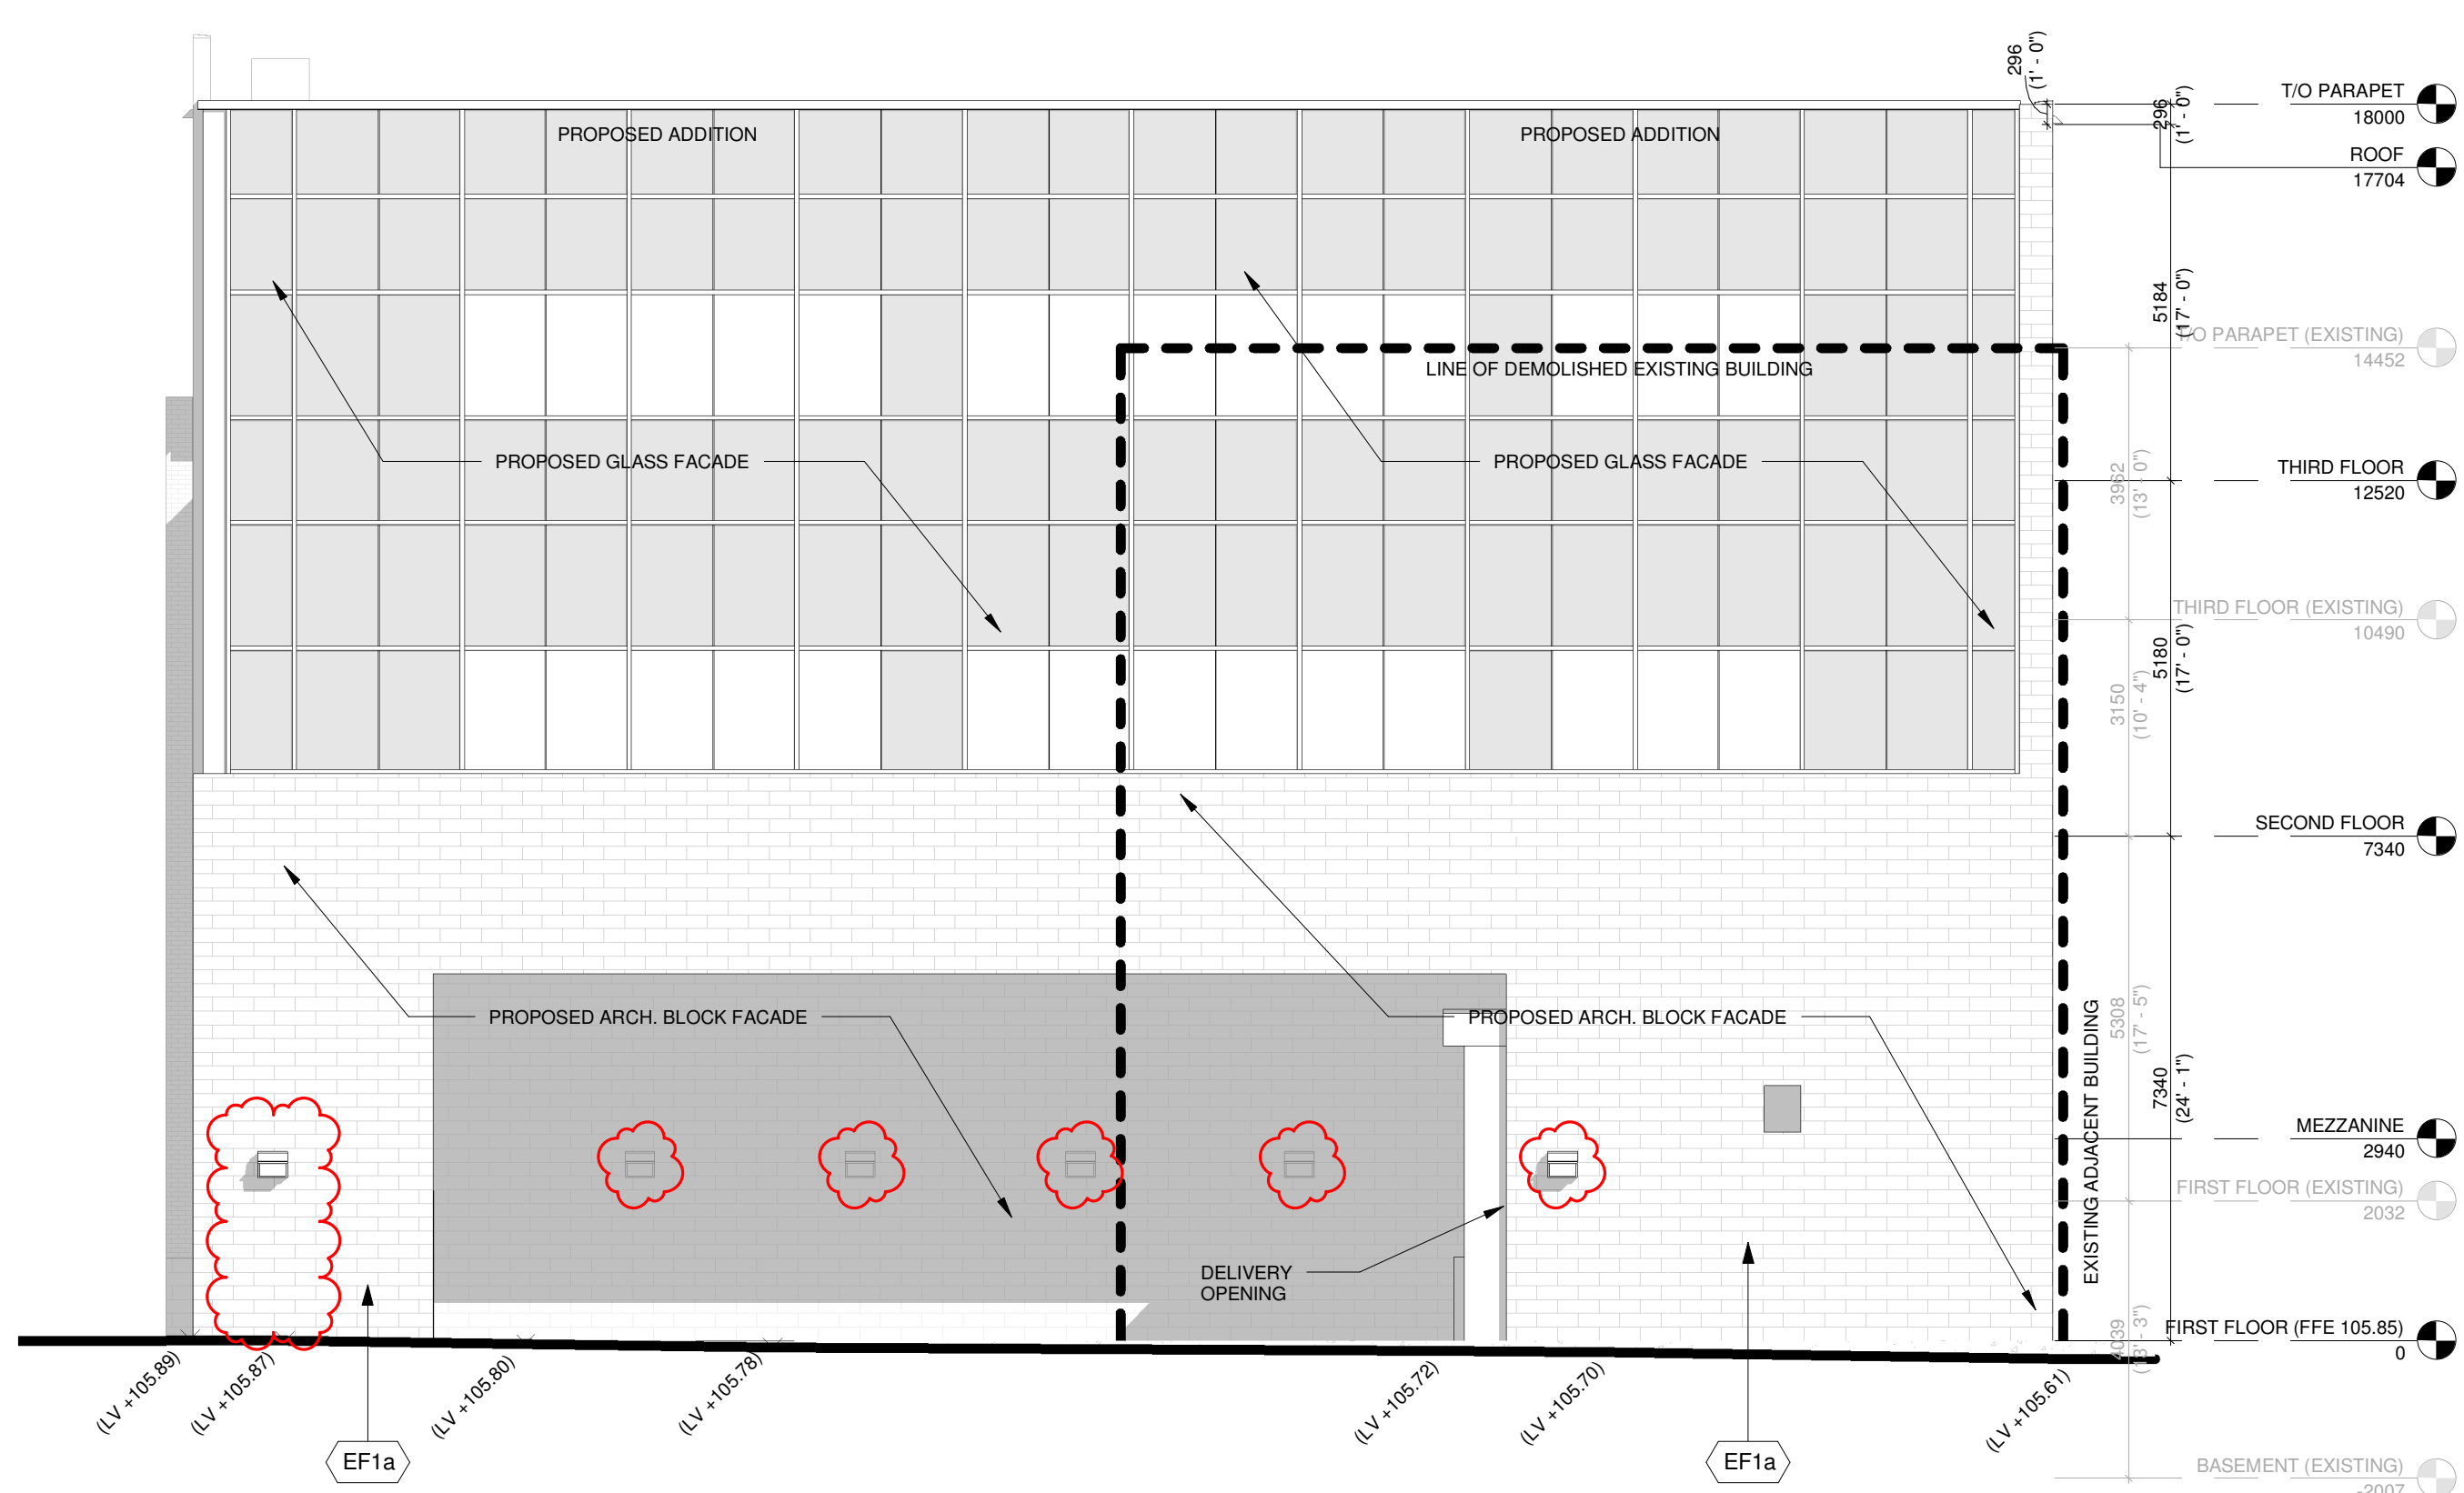 296
(1' - 0")
T/O PARAPET
18000
296
(1' - 0")
PROPOSED ADDITION
PROPOSED ADDITION
ROOF
17704
5184
(17' - 0")
T/O PARAPET (EXISTING)
14452
LINE OF DEMOLISHED EXISTING BUILDING
PROPOSED GLASS FACADE
PROPOSED GLASS FACADE
3962
(13' - 0")
THIRD FLOOR
12520
THIRD FLOOR (EXISTING)
10490
5180
(17' - 0")
3150
(10' - 4")
SECOND FLOOR
7340
PROPOSED ARCH. BLOCK FACADE
PROPOSED ARCH. BLOCK FACADE
5308
(17' - 5")
7340
(24' - 1")
EXISTING ADJACENT BUILDING
MEZZANINE
2940
FIRST FLOOR (EXISTING)
2032
DELIVERY
OPENING
4039
(13' - 3")
FIRST FLOOR (FFE 105.85)
0
(LV +105.89)
(LV +105.87)
(LV +105.80)
(LV +105.78)
(LV +105.72)
(LV +105.70)
(LV +105.61)
EF1a
EF1a
BASEMENT (EXISTING)
-2007